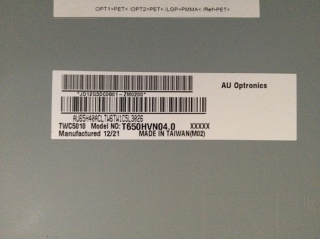 OPT1>PET< /OPT2>PET< /LGP>PMMA< /Ref>PET<
AU Optronics
TWC5016 Model NO: T650HVN04.0 XXXXX
Manufactured 12/21 MADE IN TAIWAN(M02)